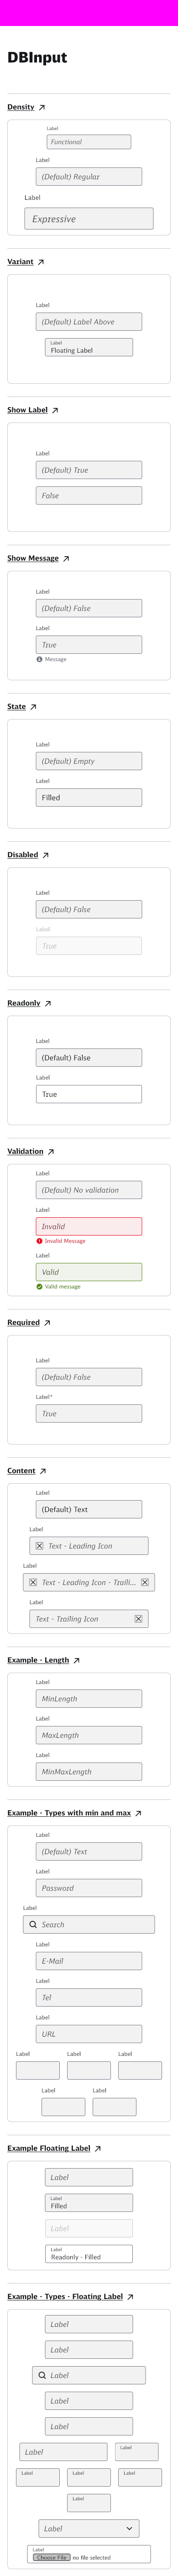 DBInput
Density
Label
Functional
Label
(Default) Regular
Label
Expressive
Variant
Label
(Default) Label Above
Label
Floating Label
Show Label
Label
(Default) True
False
Show Message
Label
(Default) False
Label
True
Message
State
Label
(Default) Empty
Label
Filled
Disabled
Label
(Default) False
Label
True
Readonly
Label
(Default) False
Label
True
Validation
Label
(Default) No validation
Label
Invalid
Invalid Message
Label
Valid
Valid message
Required
Label
(Default) False
Label*
True
Content
Label
(Default) Text
Label
Text - Leading Icon
Label
Text - Leading Icon - Traili...
Label
Text - Trailing Icon
Example - Length
Label
MinLength
Label
MaxLength
Label
MinMaxLength
Example - Types with min and max
Label
(Default) Text
Label
Password
Label
Search
Label
E-Mail
Label
Tel
Label
URL
Label Label Label
Label Label
Example Floating Label
Label
Label
Filled
Label
Label
Readonly - Filled
Example - Types - Floating Label
Label
Label
Label
Label
Label
Label Label
Label Label Label
Label
Label
Label
Choose File no file selected